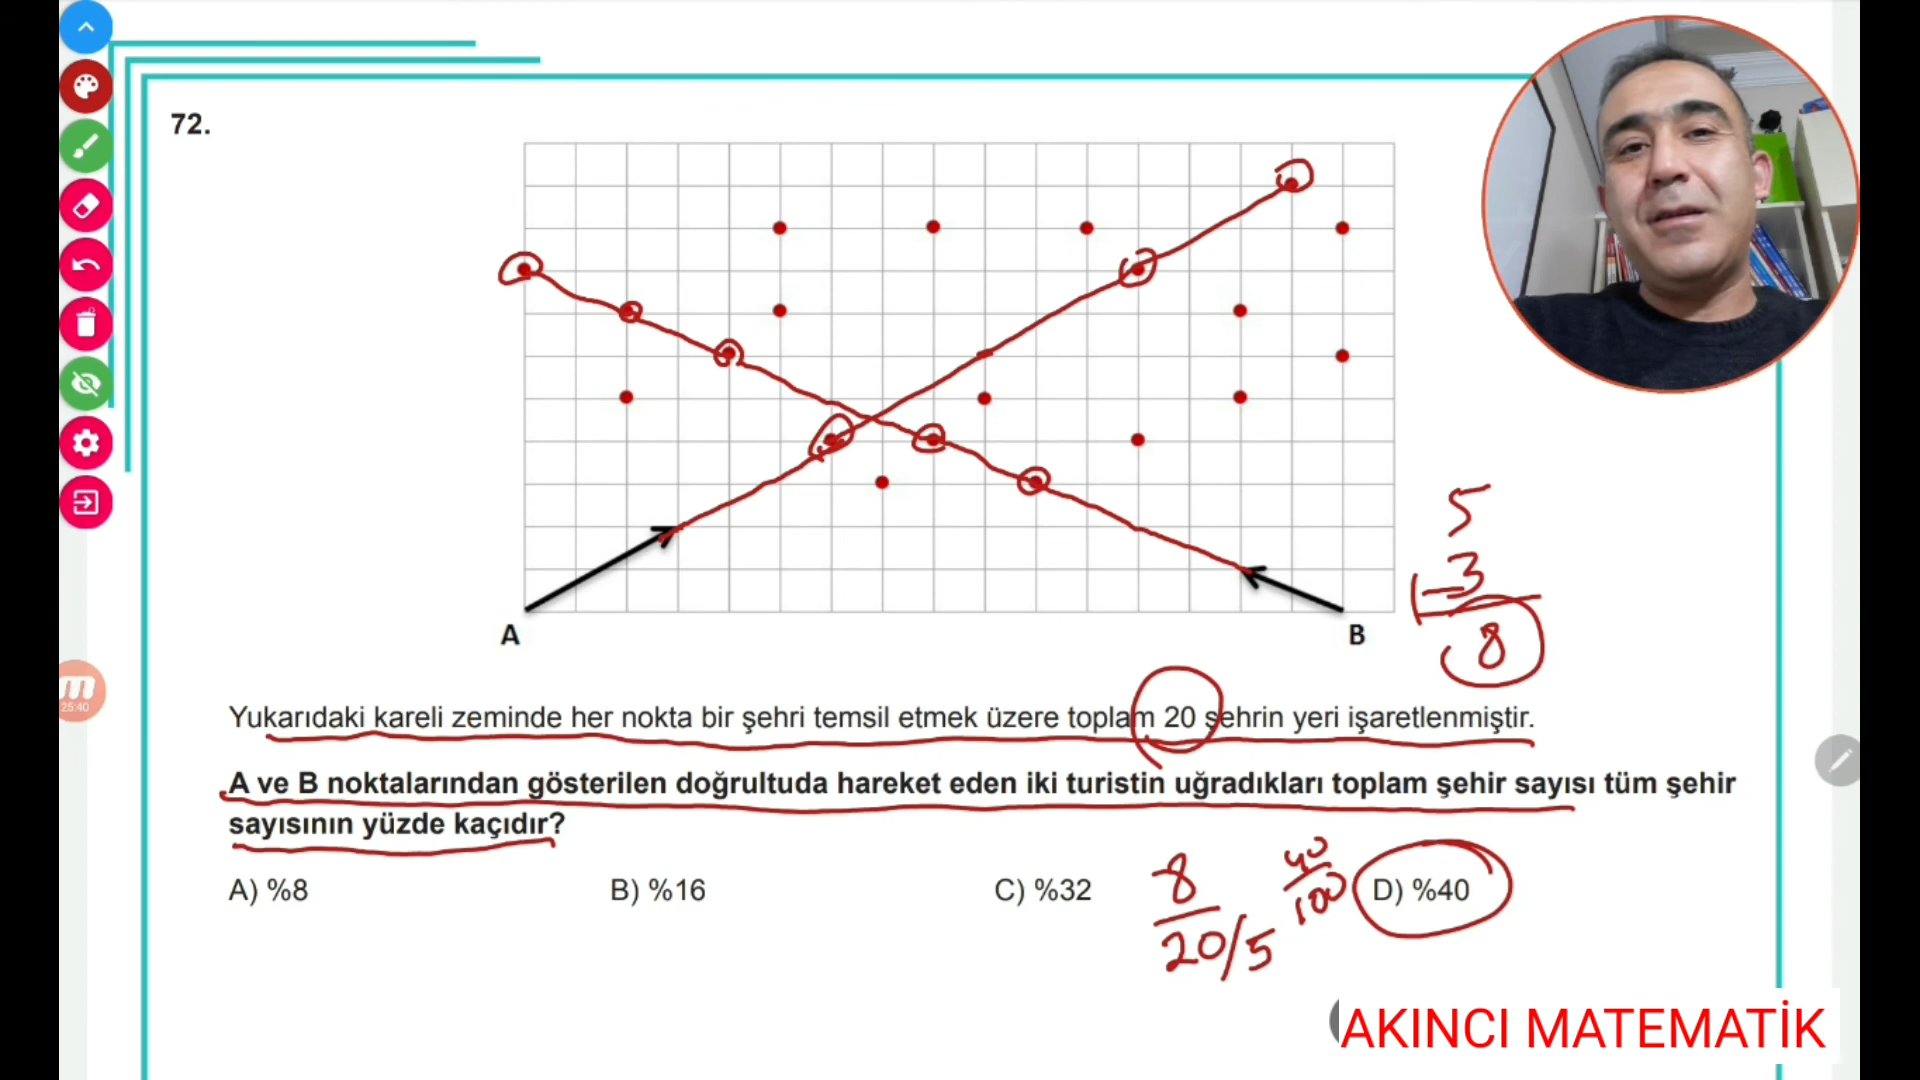 72.
A
B
5
+ 3
8
Yukarıdaki kareli zeminde her nokta bir şehri temsil etmek üzere toplam 20 şehrin yeri işaretlenmiştir.
A ve B noktalarından gösterilen doğrultuda hareket eden iki turistin uğradıkları toplam şehir sayısı tüm şehir
sayısının yüzde kaçıdır?
A) %8
B) %16
C) %32
D) %40
8
20/5
40
100
m
25:40
AKINCI MATEMATİK